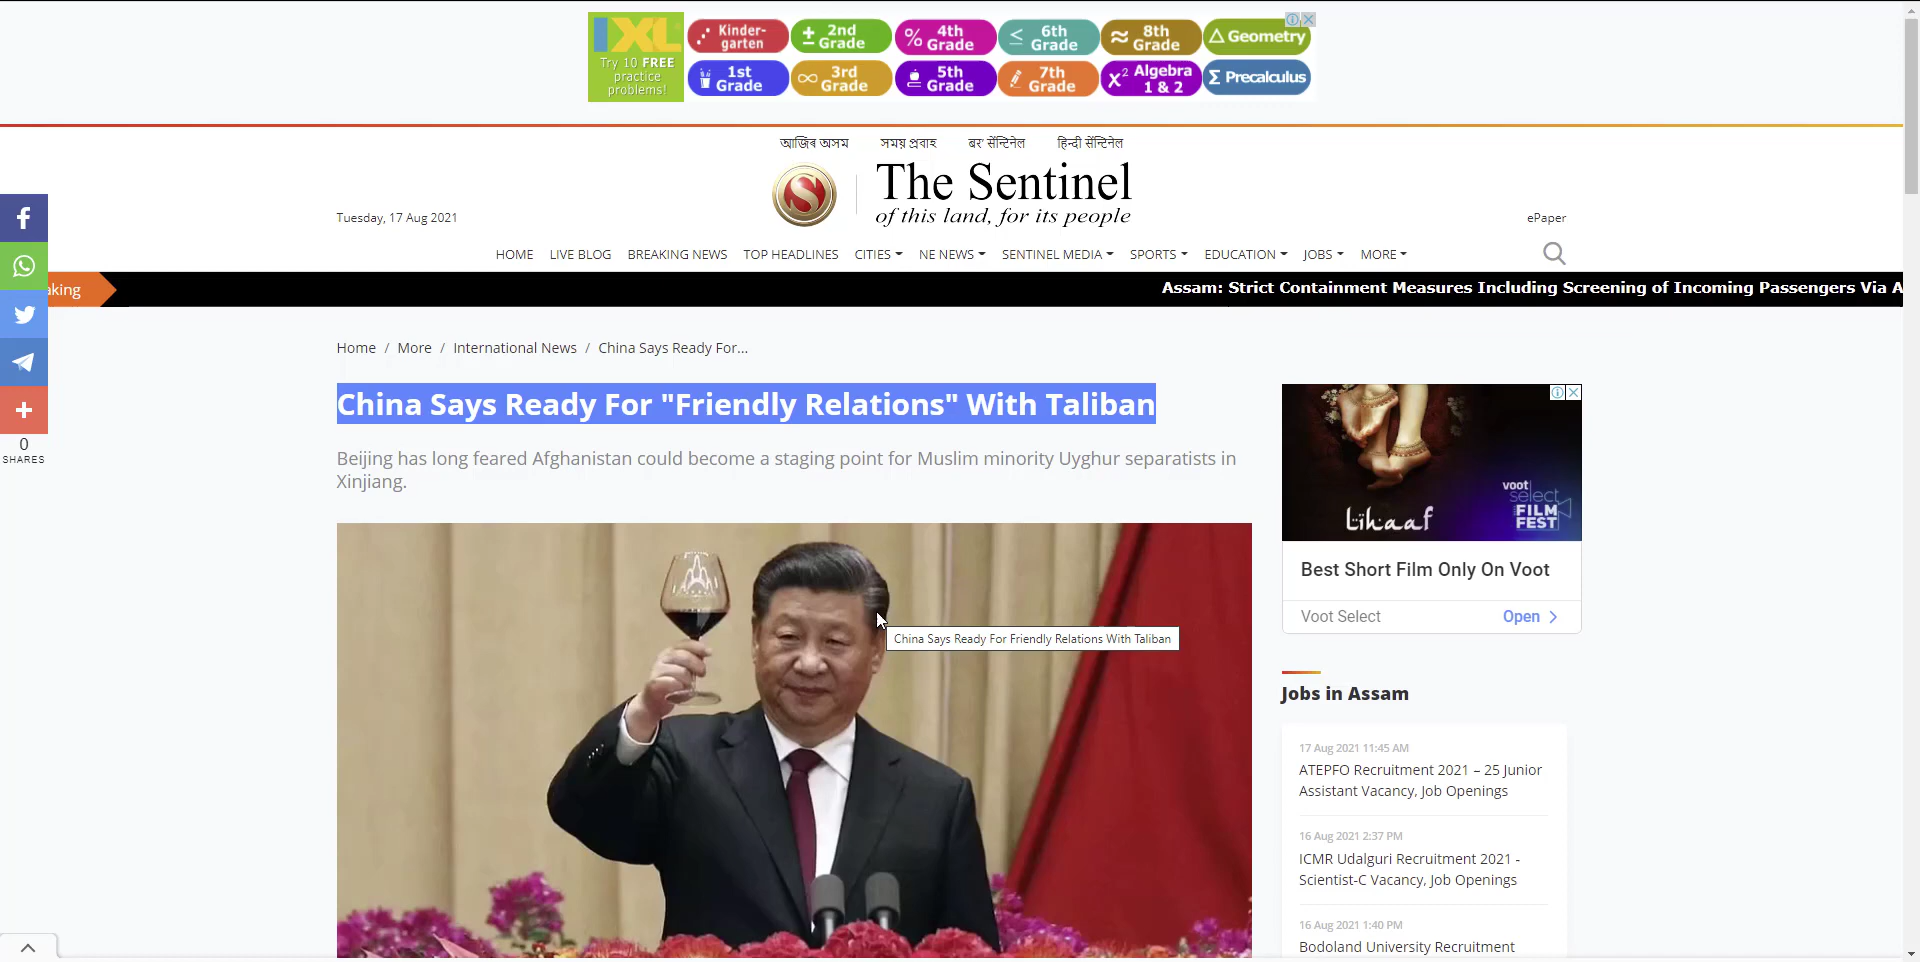 IXL
Try 10 FREE
practice
problems!
Kinder-
garten
2nd
Grade
4th
Grade
6th
Grade
8th
Grade
Geometry
1st
Grade
3rd
Grade
5th
Grade
7th
Grade
Algebra
1 & 2
Precalculus
আজিৰ অসম সময় প্রবাহ बर' सेंन्टिनेल हिन्दी सेंन्टिनेल
The Sentinel
of this land, for its people
Tuesday, 17 Aug 2021
ePaper
HOME LIVE BLOG BREAKING NEWS TOP HEADLINES CITIES NE NEWS SENTINEL MEDIA SPORTS EDUCATION JOBS MORE
aking
Assam: Strict Containment Measures Including Screening of Incoming Passengers Via A
Home / More / International News / China Says Ready For...
China Says Ready For "Friendly Relations" With Taliban
Beijing has long feared Afghanistan could become a staging point for Muslim minority Uyghur separatists in
Xinjiang.
0
SHARES
China Says Ready For Friendly Relations With Taliban
Lihaaf
voot
select
FILM
FEST
Best Short Film Only On Voot
Voot Select Open
Jobs in Assam
17 Aug 2021 11:45 AM
ATEPFO Recruitment 2021 – 25 Junior
Assistant Vacancy, Job Openings
16 Aug 2021 2:37 PM
ICMR Udalguri Recruitment 2021 -
Scientist-C Vacancy, Job Openings
16 Aug 2021 1:40 PM
Bodoland University Recruitment